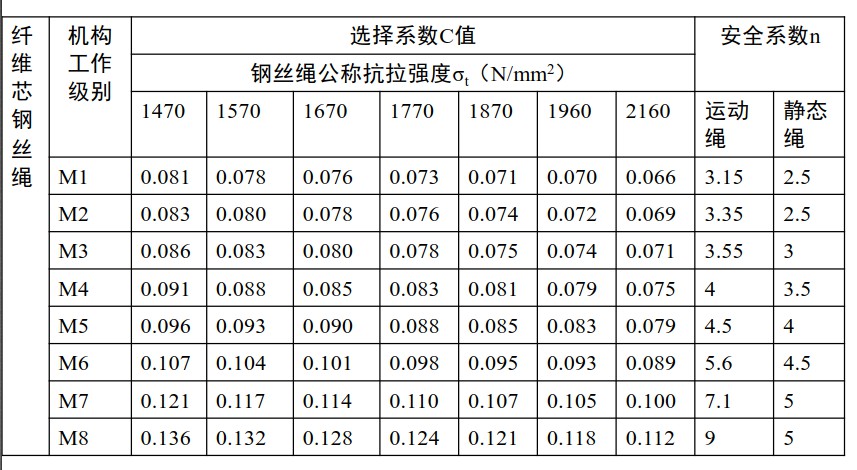 纤维芯钢丝绳 机构工作级别 选择系数C值 安全系数n
钢丝绳公称抗拉强度σt（N/mm2）
1470 1570 1670 1770 1870 1960 2160 运动绳 静态绳
M1 0.081 0.078 0.076 0.073 0.071 0.070 0.066 3.15 2.5
M2 0.083 0.080 0.078 0.076 0.074 0.072 0.069 3.35 2.5
M3 0.086 0.083 0.080 0.078 0.075 0.074 0.071 3.55 3
M4 0.091 0.088 0.085 0.083 0.081 0.079 0.075 4 3.5
M5 0.096 0.093 0.090 0.088 0.085 0.083 0.079 4.5 4
M6 0.107 0.104 0.101 0.098 0.095 0.093 0.089 5.6 4.5
M7 0.121 0.117 0.114 0.110 0.107 0.105 0.100 7.1 5
M8 0.136 0.132 0.128 0.124 0.121 0.118 0.112 9 5